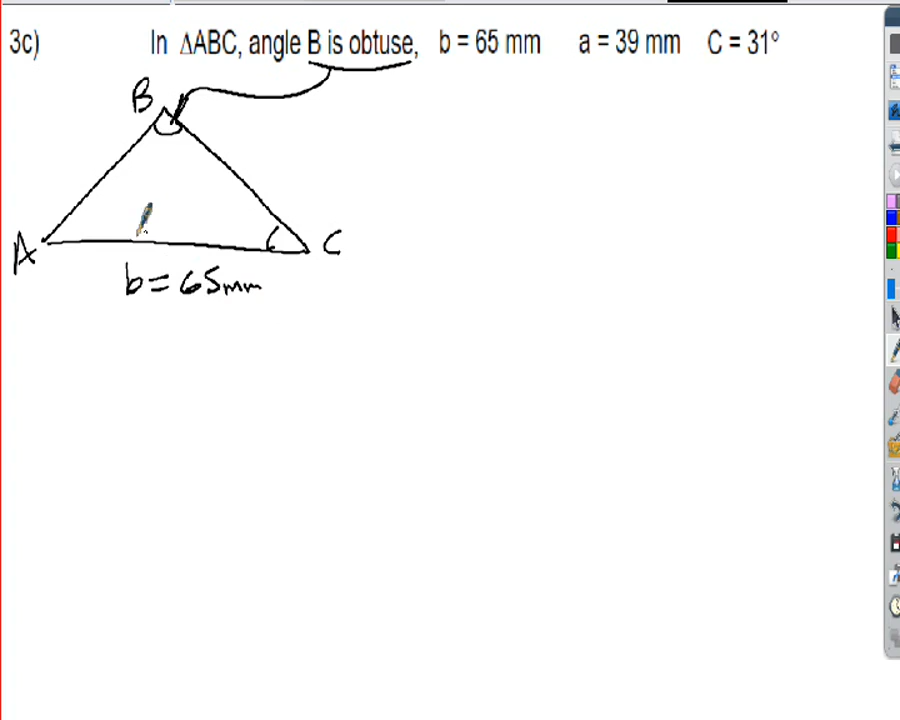 3c) In ΔABC, angle B is obtuse, b = 65 mm a = 39 mm C = 31°
B
A
C
b = 65mm